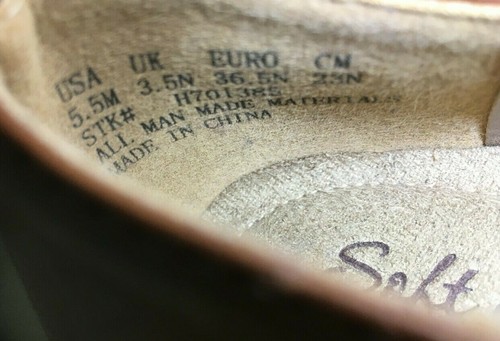 USA UK EURO CM
5.5M 3.5N 36.5N 23N
STK# H701385
ALL MAN MADE MATERIALS
MADE IN CHINA
Soft